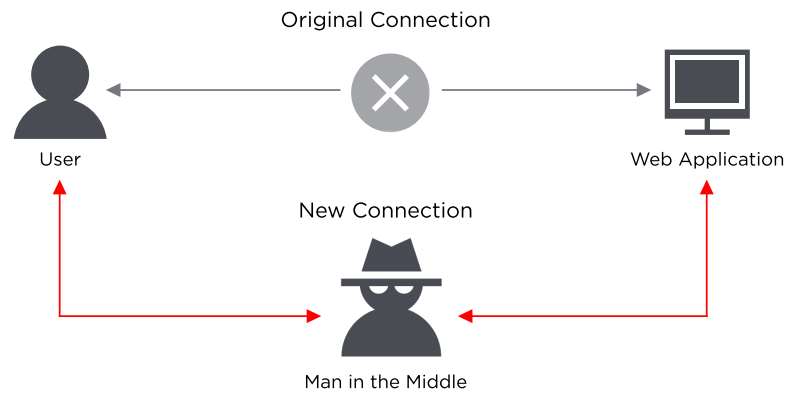 Original Connection
User
Web Application
New Connection
Man in the Middle